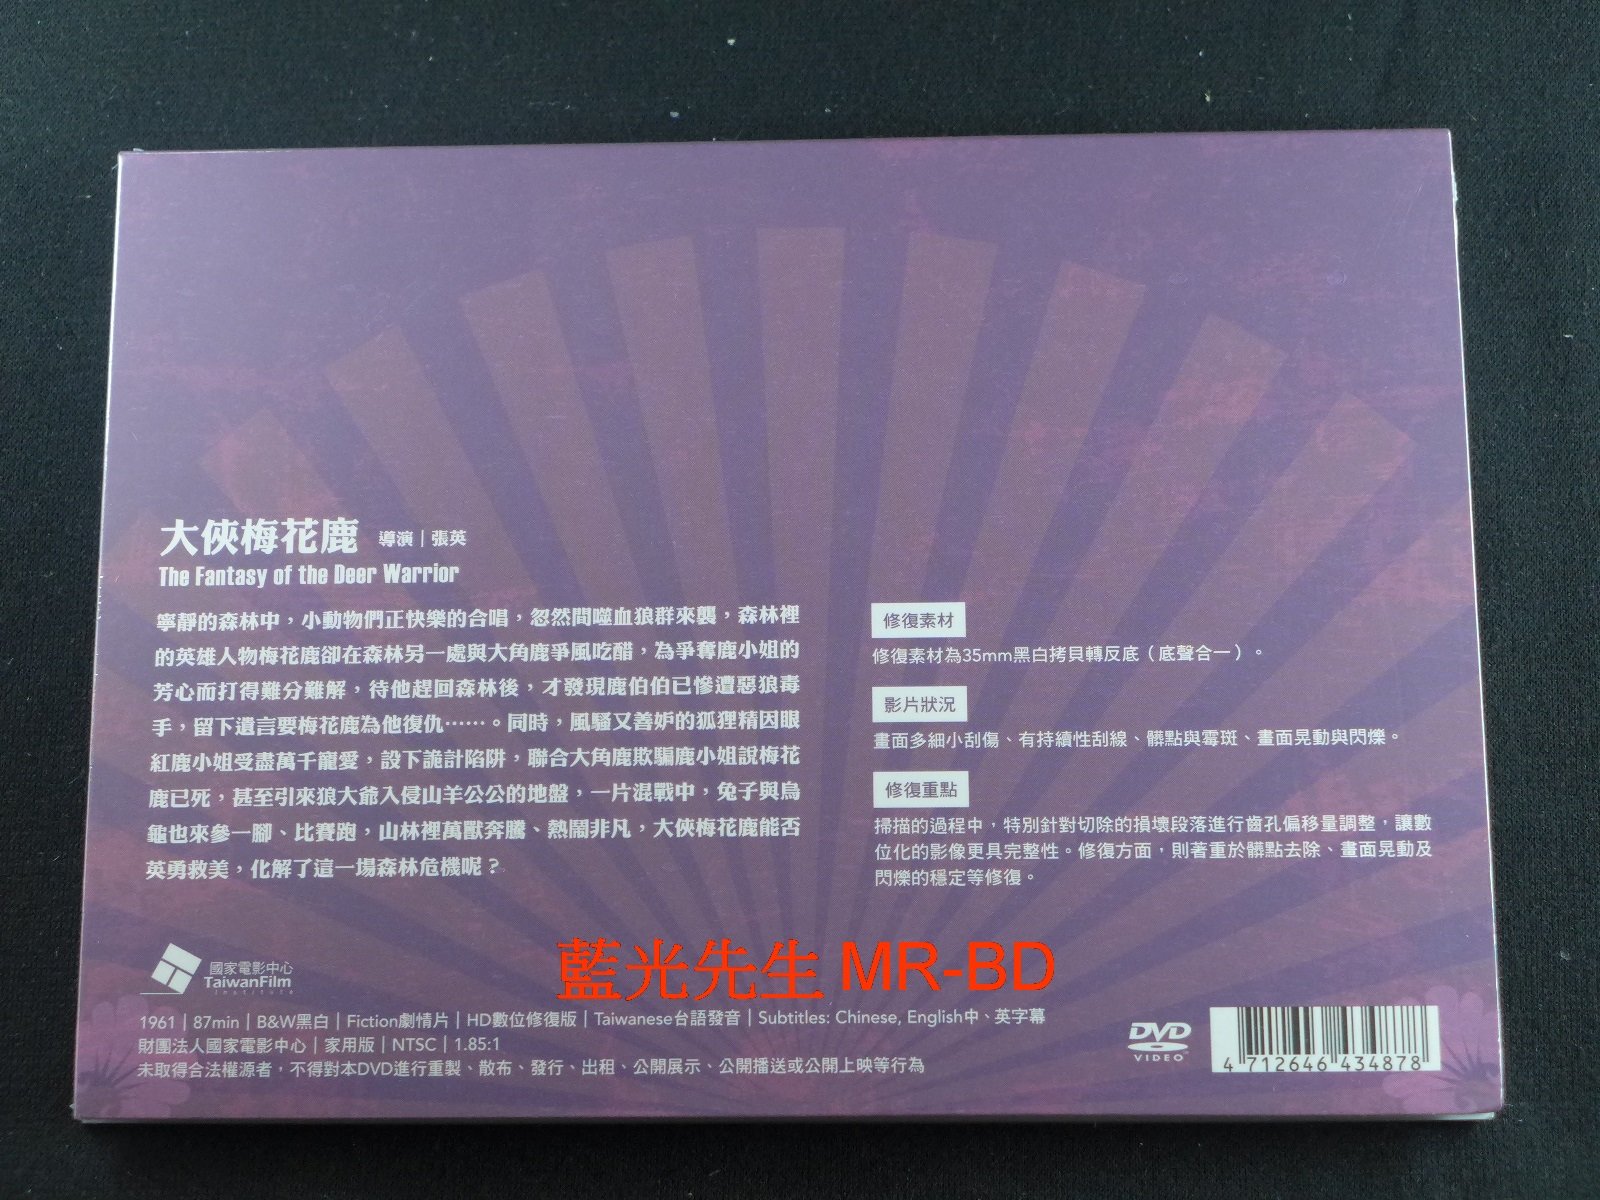 大俠梅花鹿 導演|張英
The Fantasy of the Deer Warrior
寧靜的森林中，小動物們正快樂的合唱，忽然間噬血狼群來襲，森林裡
的英雄人物梅花鹿卻在森林另一處與大角鹿爭風吃醋，為爭奪鹿小姐的
芳心而打得難分難解，待他趕回森林後，才發現鹿伯伯已慘遭惡狼毒
手，留下遺言要梅花鹿為他復仇……。同時，風騷又善妒的狐狸精因眼
紅鹿小姐受盡萬千寵愛，設下詭計陷阱，聯合大角鹿欺騙鹿小姐說梅花
鹿已死，甚至引來狼大爺入侵山羊公公的地盤，一片混戰中，兔子與烏
龜也來參一腳、比賽跑，山林裡萬獸奔騰、熱鬧非凡，大俠梅花鹿能否
英勇救美，化解了這一場森林危機呢？
修復素材
修復素材為35mm黑白拷貝轉反底（底聲合一）。
影片狀況
畫面多細小刮傷、有持續性刮線、髒點與霉斑、畫面晃動與閃爍。
修復重點
掃描的過程中，特別針對切除的損壞段落進行齒孔偏移量調整，讓數
位化的影像更具完整性。修復方面，則著重於髒點去除、畫面晃動及
閃爍的穩定等修復。
國家電影中心
TaiwanFilm
institute
藍光先生 MR-BD
1961|87min|B&W黑白|Fiction劇情片|HD數位修復版|Taiwanese台語發音|Subtitles: Chinese, English中、英字幕
財團法人國家電影中心|家用版|NTSC|1.85:1
未取得合法權源者，不得對本DVD進行重製、散布、發行、出租、公開展示、公開播送或公開上映等行為
DVD
VIDEO
4 712646 434878